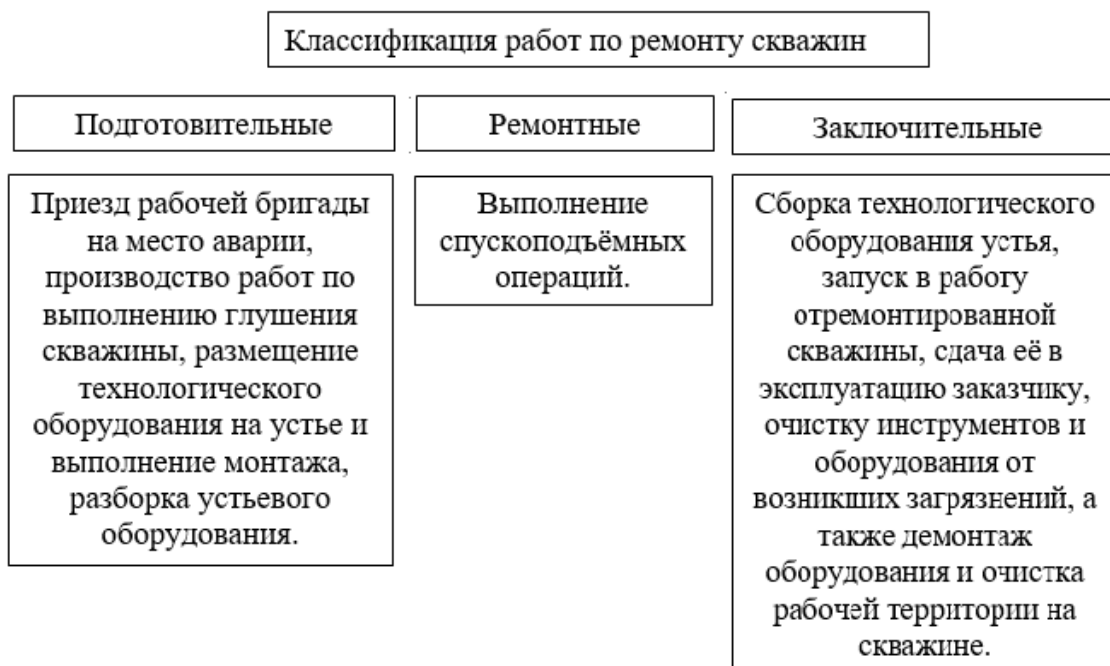 Классификация работ по ремонту скважин
Подготовительные
Ремонтные
Заключительные
Приезд рабочей бригады
на место аварии,
производство работ по
выполнению глушения
скважины, размещение
технологического
оборудования на устье и
выполнение монтажа,
разборка устьевого
оборудования.
Выполнение
спускоподъёмных
операций.
Сборка технологического
оборудования устья,
запуск в работу
отремонтированной
скважины, сдача её в
эксплуатацию заказчику,
очистку инструментов и
оборудования от
возникших загрязнений, а
также демонтаж
оборудования и очистка
рабочей территории на
скважине.